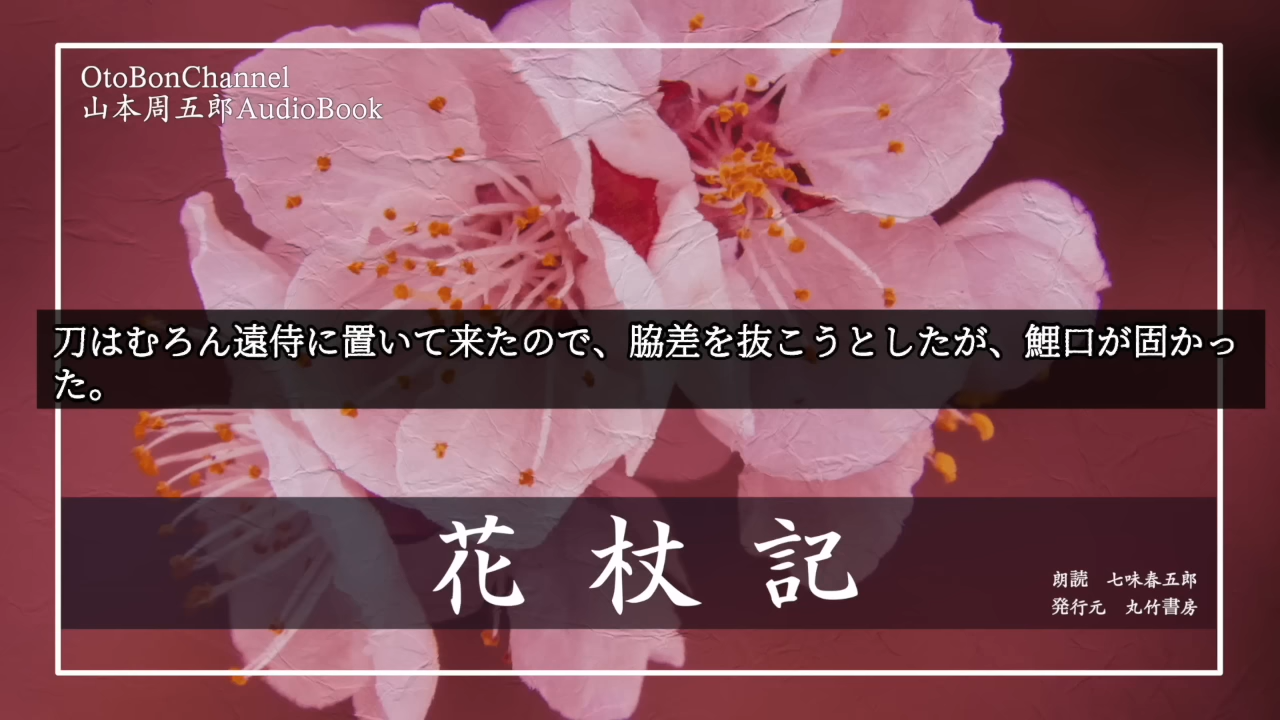 OtoBonChannel
山本周五郎AudioBook
刀はむろん遠侍に置いて来たので、脇差を抜こうとしたが、鯉口が固かっ
た。
花杖記
朗読　七味春五郎
発行元　丸竹書房